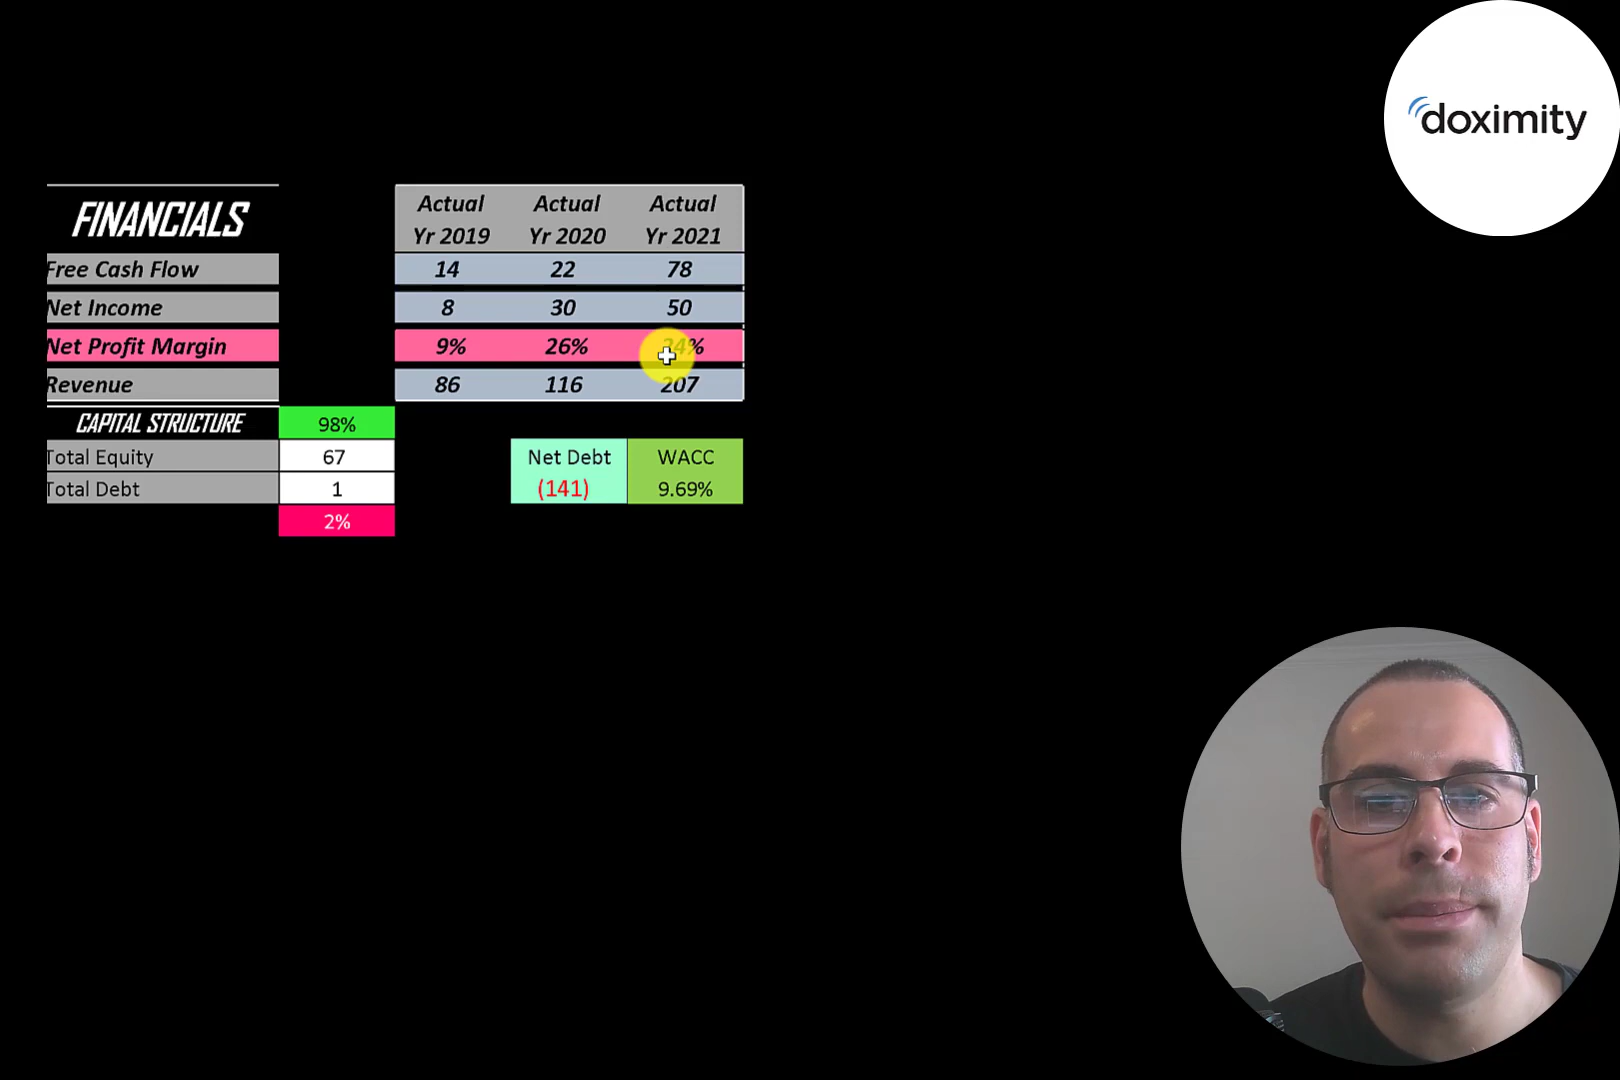 doximity
FINANCIALS
Actual Actual Actual
Yr 2019 Yr 2020 Yr 2021
Free Cash Flow 14 22 78
Net Income 8 30 50
Net Profit Margin 9% 26% 24%
Revenue 86 116 207
CAPITAL STRUCTURE 98%
Total Equity 67 Net Debt WACC
Total Debt 1 (141) 9.69%
2%